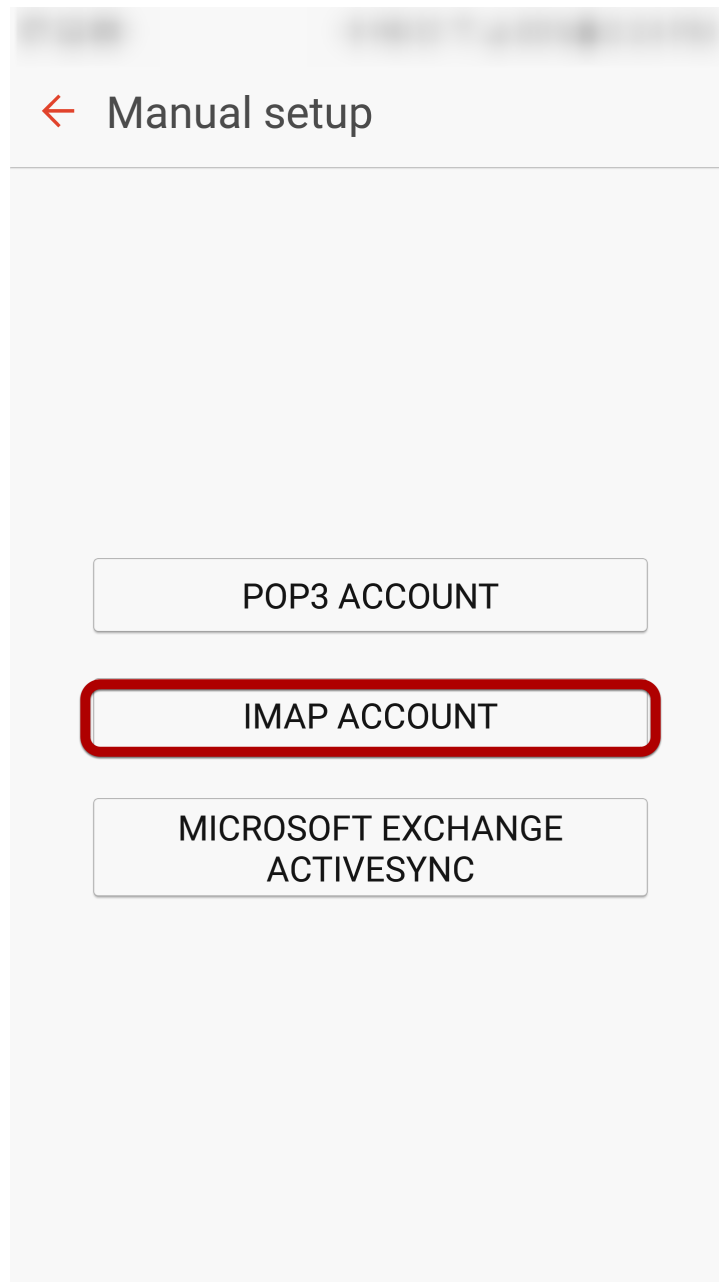 Manual setup
POP3 ACCOUNT
IMAP ACCOUNT
MICROSOFT EXCHANGE
ACTIVESYNC